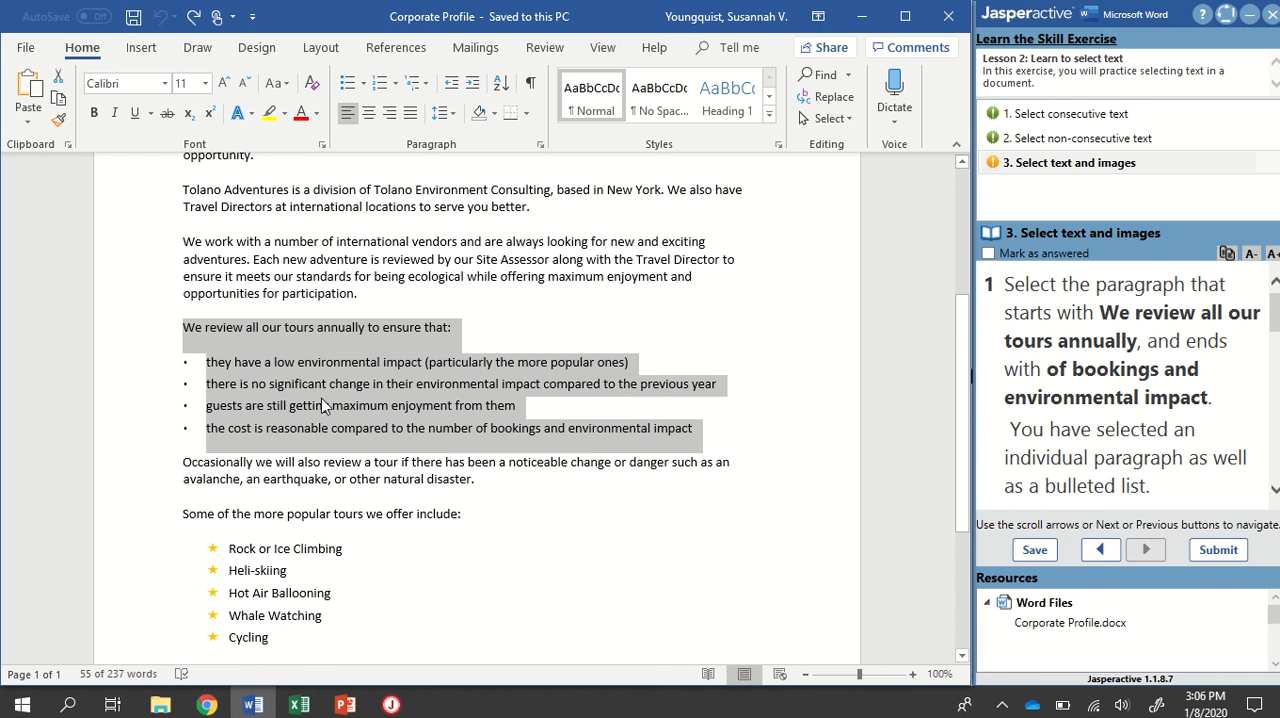 AutoSave Off
Corporate Profile - Saved to this PC
Youngquist, Susannah V.
File Home Insert Draw Design Layout References Mailings Review View Help Tell me Share Comments
Paste
Clipboard
Calibri 11
B I U ab x₂ x²
Font
Paragraph
AaBbCcDc AaBbCcDc AaBbCc
¶ Normal ¶ No Spac... Heading 1
Styles
Find
Replace
Select
Editing
Dictate
Voice
opportunity.
Tolano Adventures is a division of Tolano Environment Consulting, based in New York. We also have
Travel Directors at international locations to serve you better.
We work with a number of international vendors and are always looking for new and exciting
adventures. Each new adventure is reviewed by our Site Assessor along with the Travel Director to
ensure it meets our standards for being ecological while offering maximum enjoyment and
opportunities for participation.
We review all our tours annually to ensure that:
• they have a low environmental impact (particularly the more popular ones)
• there is no significant change in their environmental impact compared to the previous year
• guests are still getting maximum enjoyment from them
• the cost is reasonable compared to the number of bookings and environmental impact
Occasionally we will also review a tour if there has been a noticeable change or danger such as an
avalanche, an earthquake, or other natural disaster.
Some of the more popular tours we offer include:
Rock or Ice Climbing
Heli-skiing
Hot Air Ballooning
Whale Watching
Cycling
Page 1 of 1 55 of 237 words
100%
Jasperactive Microsoft Word
Learn the Skill Exercise
Lesson 2: Learn to select text
In this exercise, you will practice selecting text in a
document.
1. Select consecutive text
2. Select non-consecutive text
3. Select text and images
3. Select text and images
Mark as answered A- A+
1 Select the paragraph that
starts with We review all our
tours annually, and ends
with of bookings and
environmental impact.
You have selected an
individual paragraph as well
as a bulleted list.
Use the scroll arrows or Next or Previous buttons to navigate.
Save Submit
Resources
Word Files
Corporate Profile.docx
Jasperactive 1.1.8.7
3:06 PM
1/8/2020